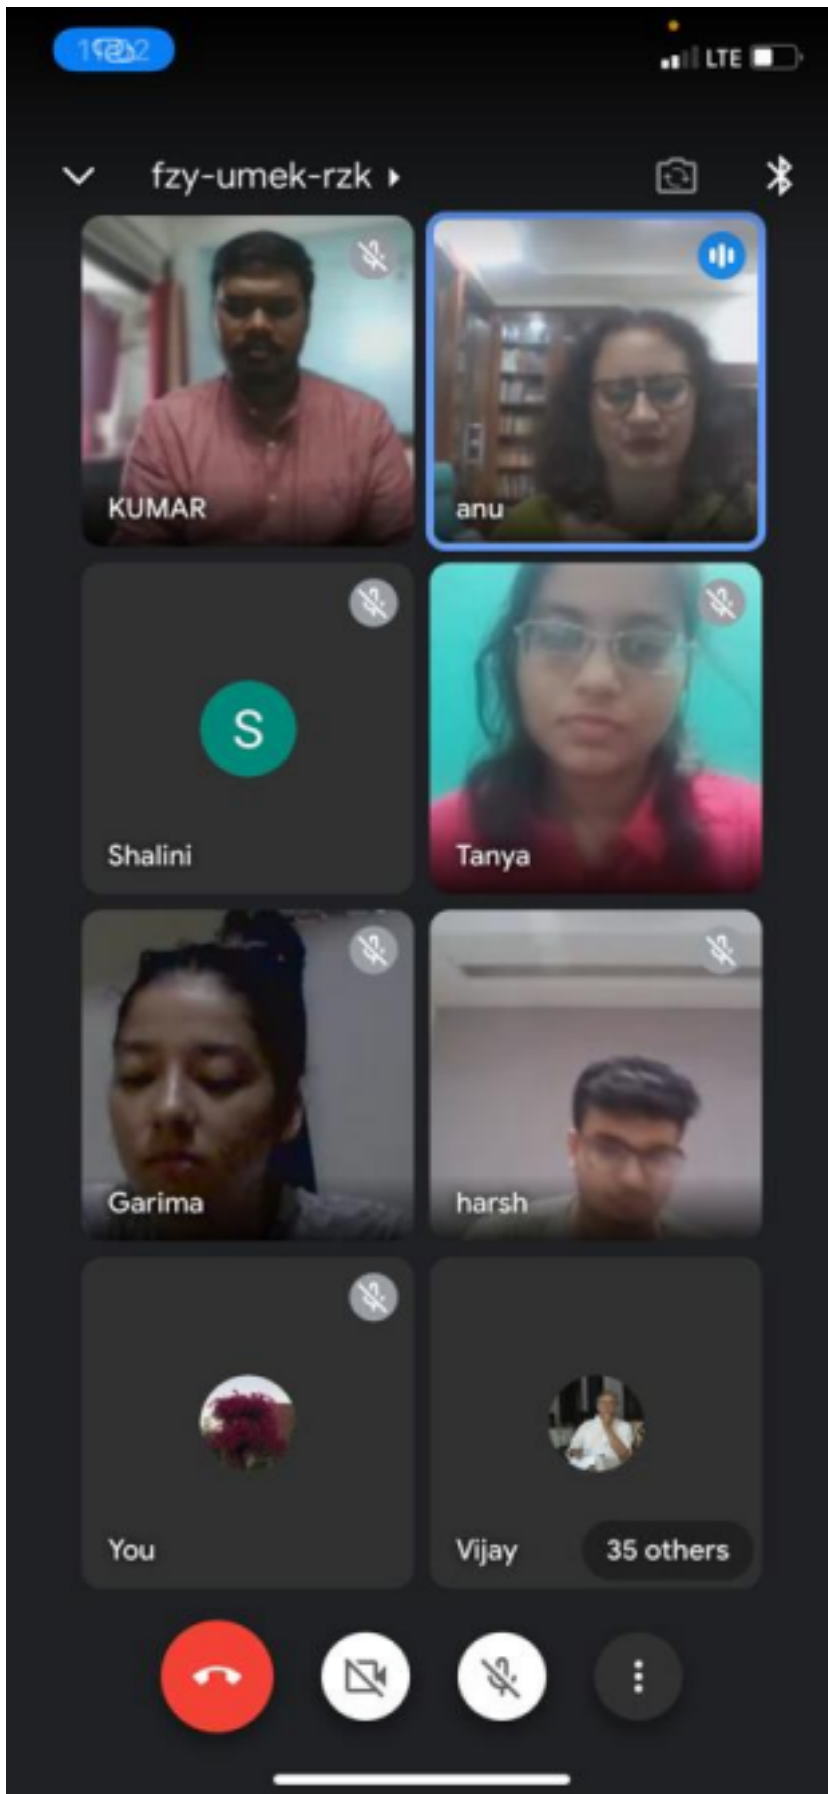 LTE
fzy-umek-rzk
KUMAR
anu
S
Shalini
Tanya
Garima
harsh
You
Vijay
35 others